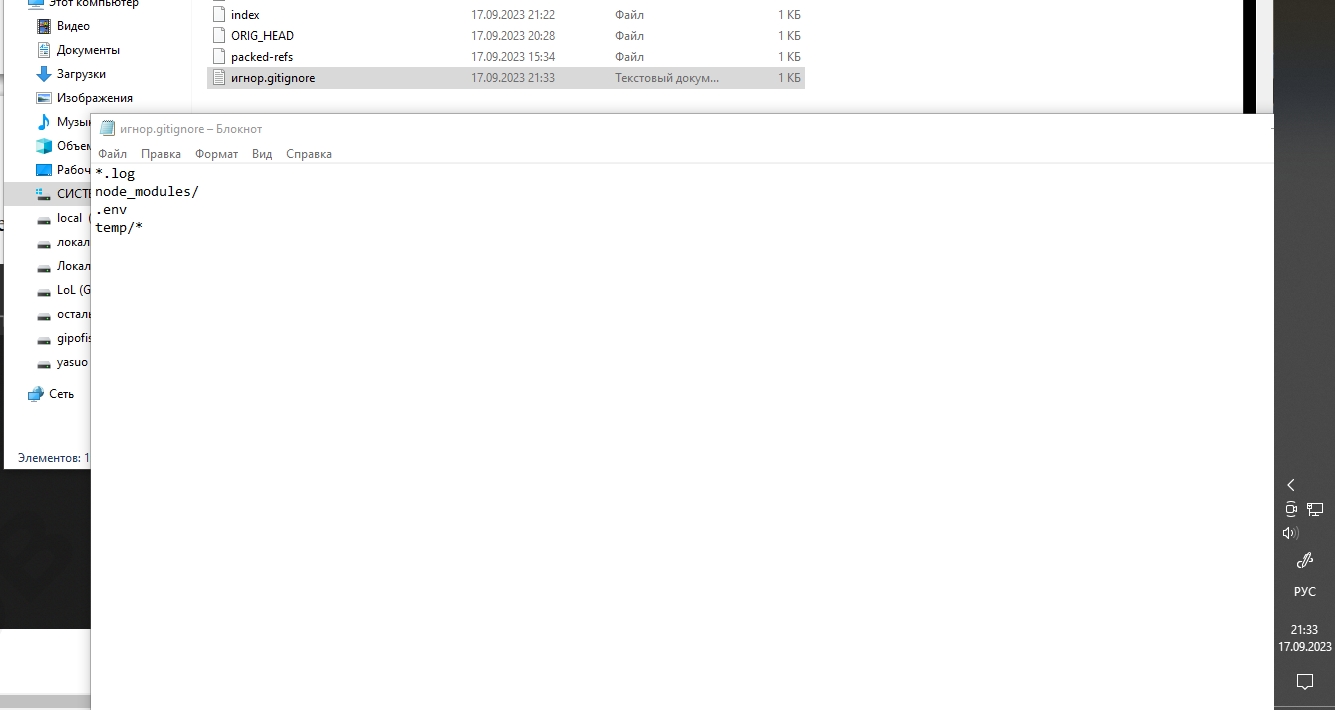 Этот компьютер
Видео
Документы
Загрузки
Изображения
Музы
Объем
Рабоч
СИСТЕ
local (
локал
Локал
LoL (G
осталь
gipofis
yasuo
Сеть
Элементов: 1
index 17.09.2023 21:22 Файл 1 КБ
ORIG_HEAD 17.09.2023 20:28 Файл 1 КБ
packed-refs 17.09.2023 15:34 Файл 1 КБ
игнор.gitignore 17.09.2023 21:33 Текстовый докум... 1 КБ
игнор.gitignore – Блокнот
Файл Правка Формат Вид Справка
*.log
node_modules/
.env
temp/*
РУС
21:33
17.09.2023